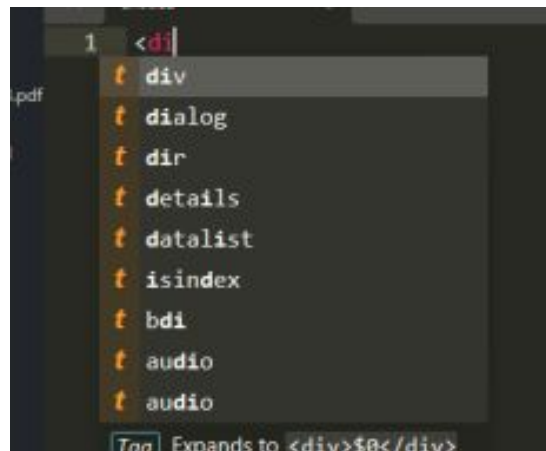 1 <di
t div
.pdf
t dialog
t dir
t details
t datalist
t isindex
t bdi
t audio
t audio
Tag Expands to <div>$0</div>